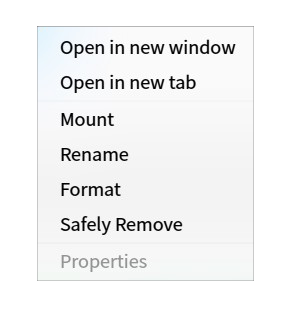 Open in new window
Open in new tab
Mount
Rename
Format
Safely Remove
Properties